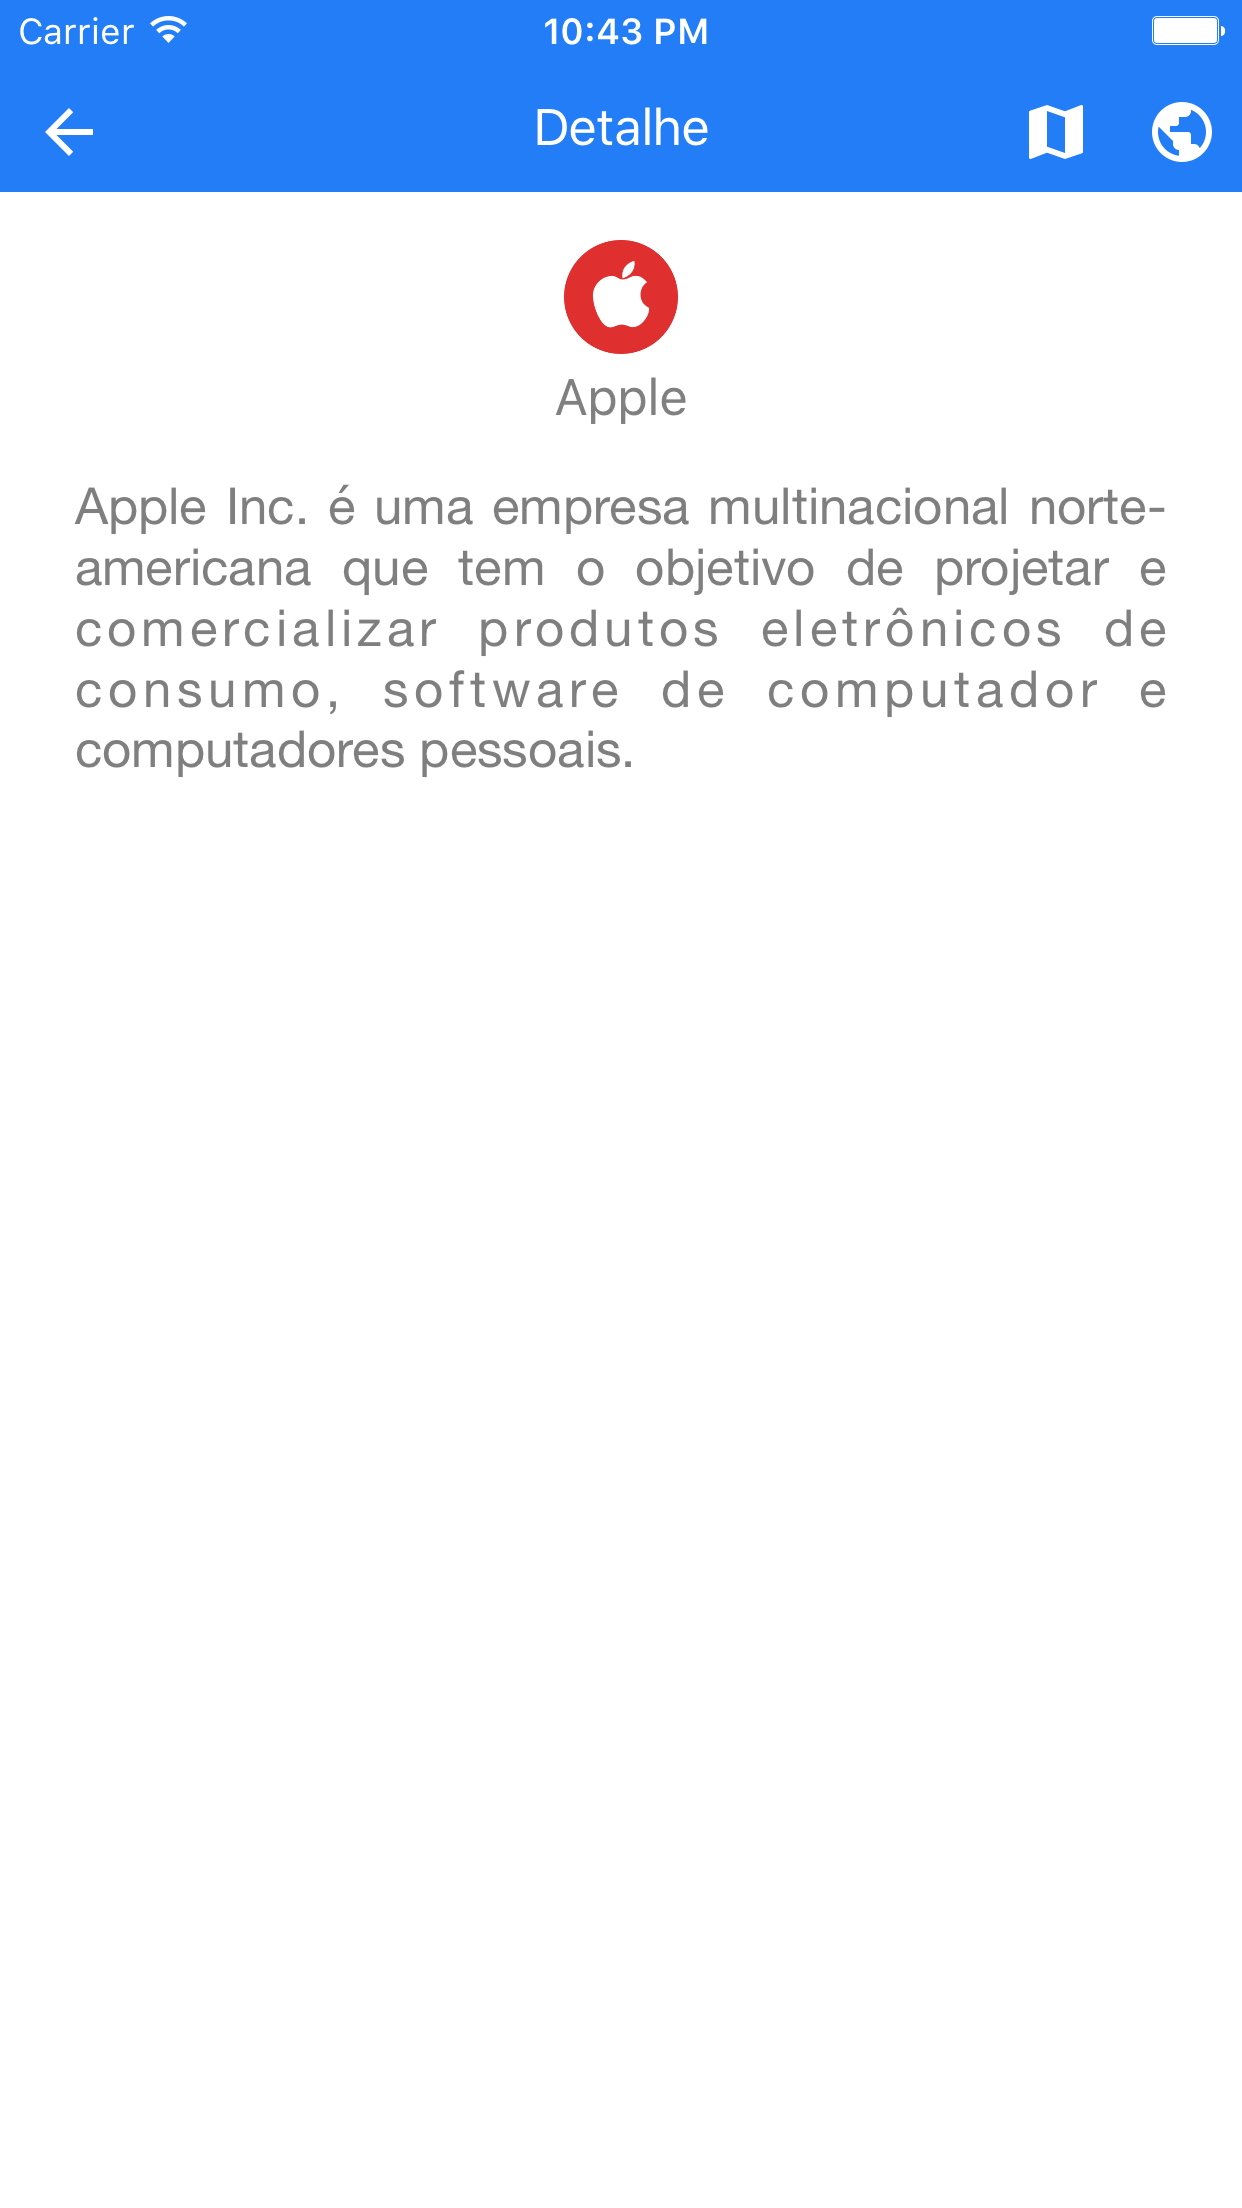 Carrier 10:43 PM
Detalhe
Apple
Apple Inc. é uma empresa multinacional norte-
americana que tem o objetivo de projetar e
comercializar produtos eletrônicos de
consumo, software de computador e
computadores pessoais.